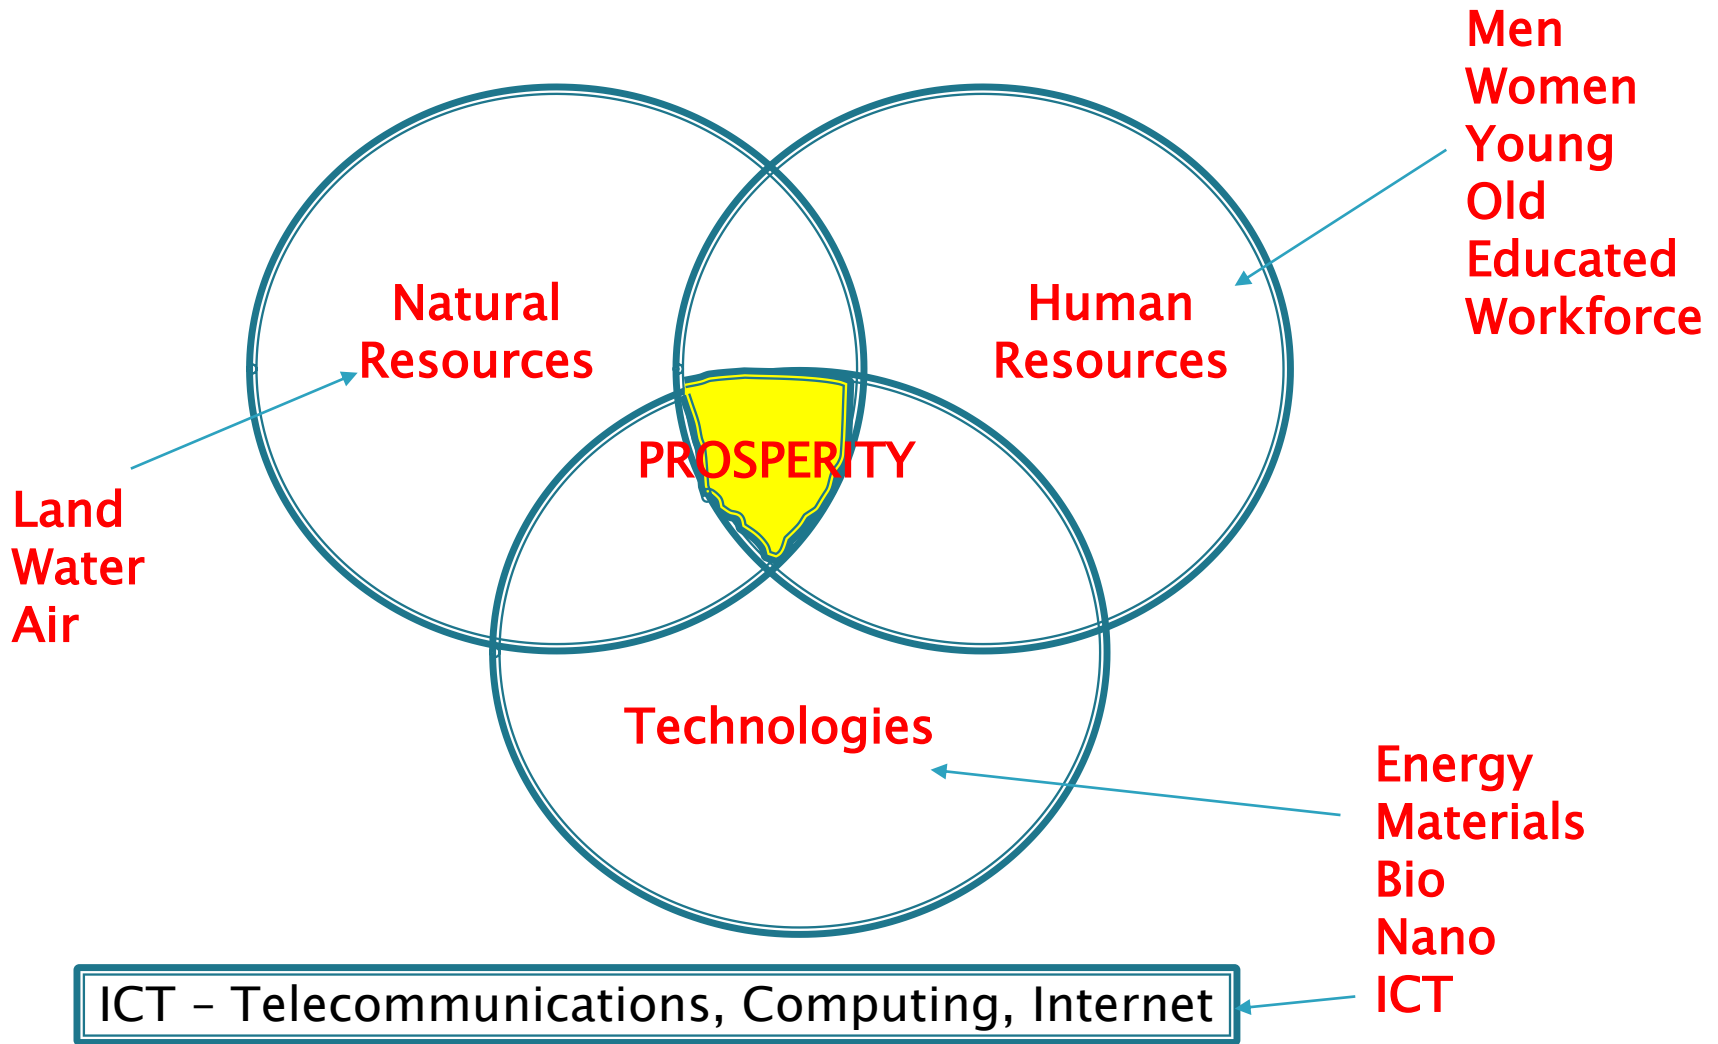 Men
Women
Young
Old
Educated
Workforce
Natural
Resources
Human
Resources
PROSPERITY
Land
Water
Air
Technologies
Energy
Materials
Bio
Nano
ICT
ICT – Telecommunications, Computing, Internet